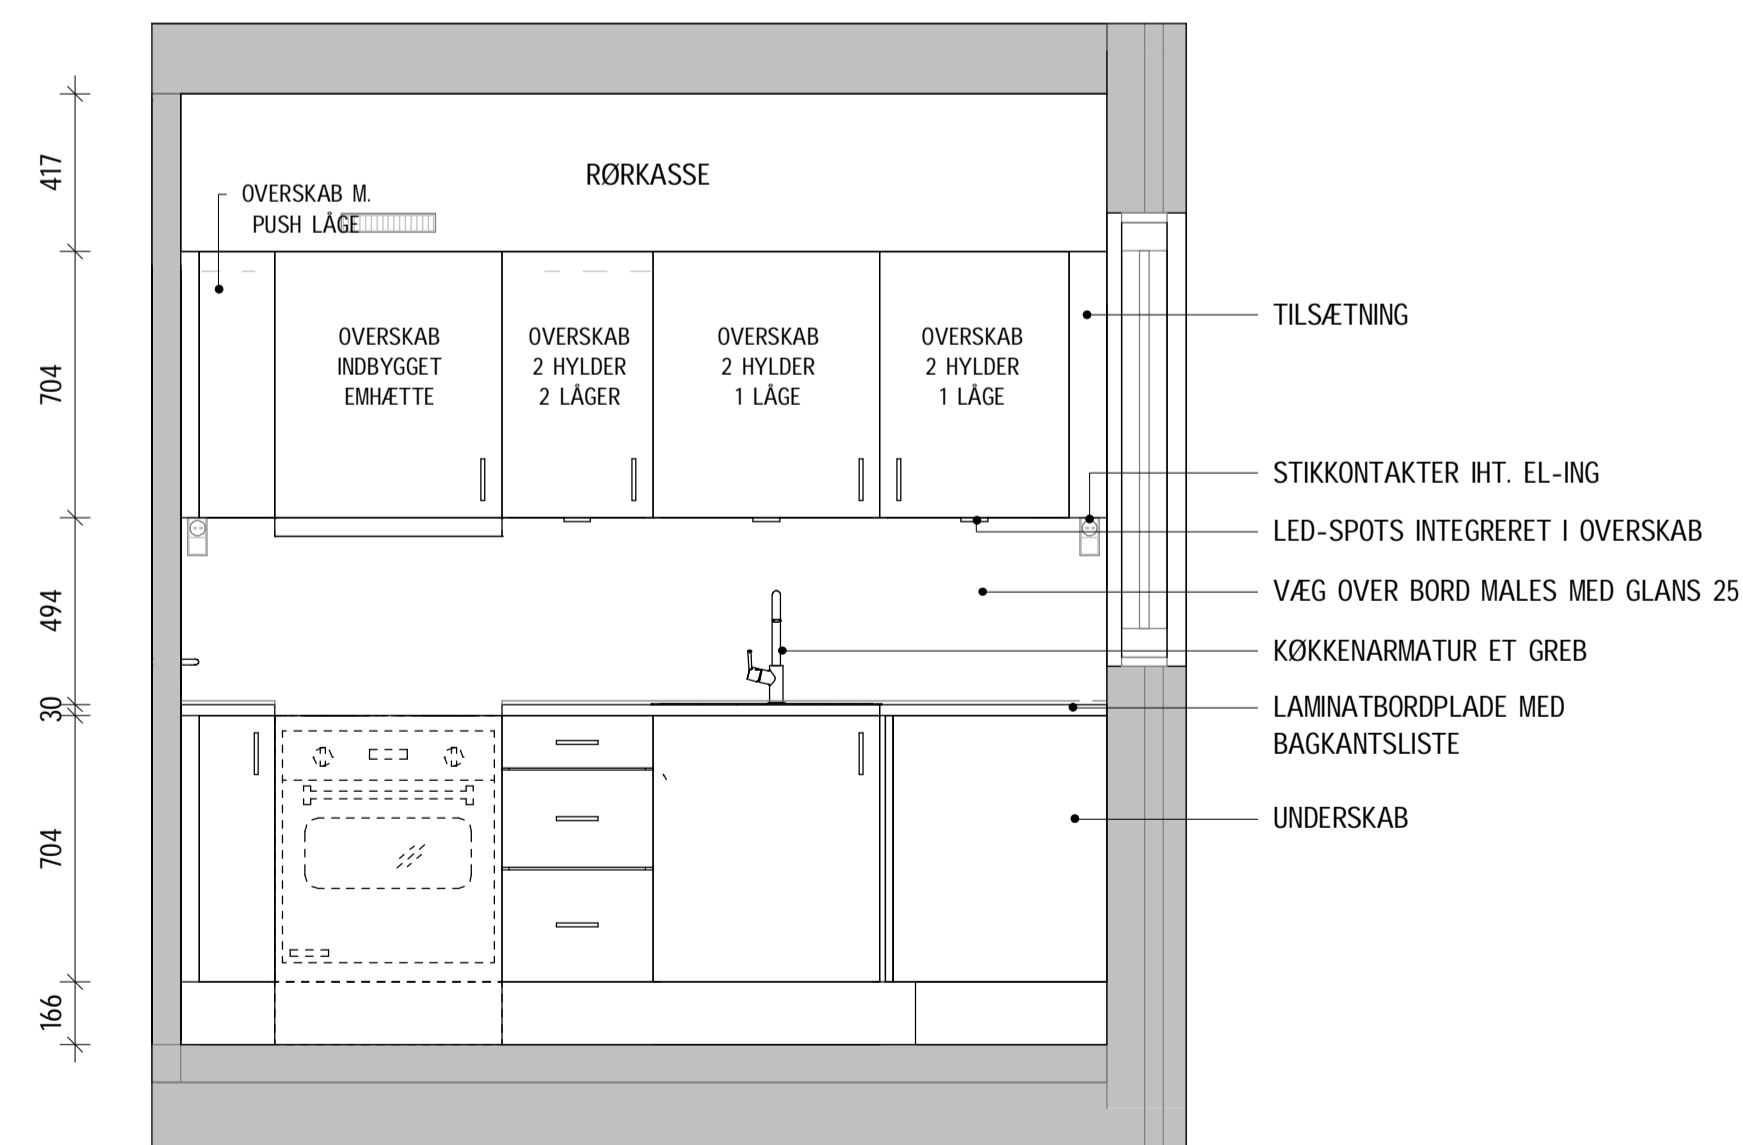 417
704
494
30
704
166
RØRKASSE
OVERSKAB M.
PUSH LÅGE
OVERSKAB
INDBYGGET
EMHÆTTE
OVERSKAB
2 HYLDER
2 LÅGER
OVERSKAB
2 HYLDER
1 LÅGE
OVERSKAB
2 HYLDER
1 LÅGE
TILSÆTNING
STIKKONTAKTER IHT. EL-ING
LED-SPOTS INTEGRERET I OVERSKAB
VÆG OVER BORD MALES MED GLANS 25
KØKKENARMATUR ET GREB
LAMINATBORDPLADE MED
BAGKANTSLISTE
UNDERSKAB